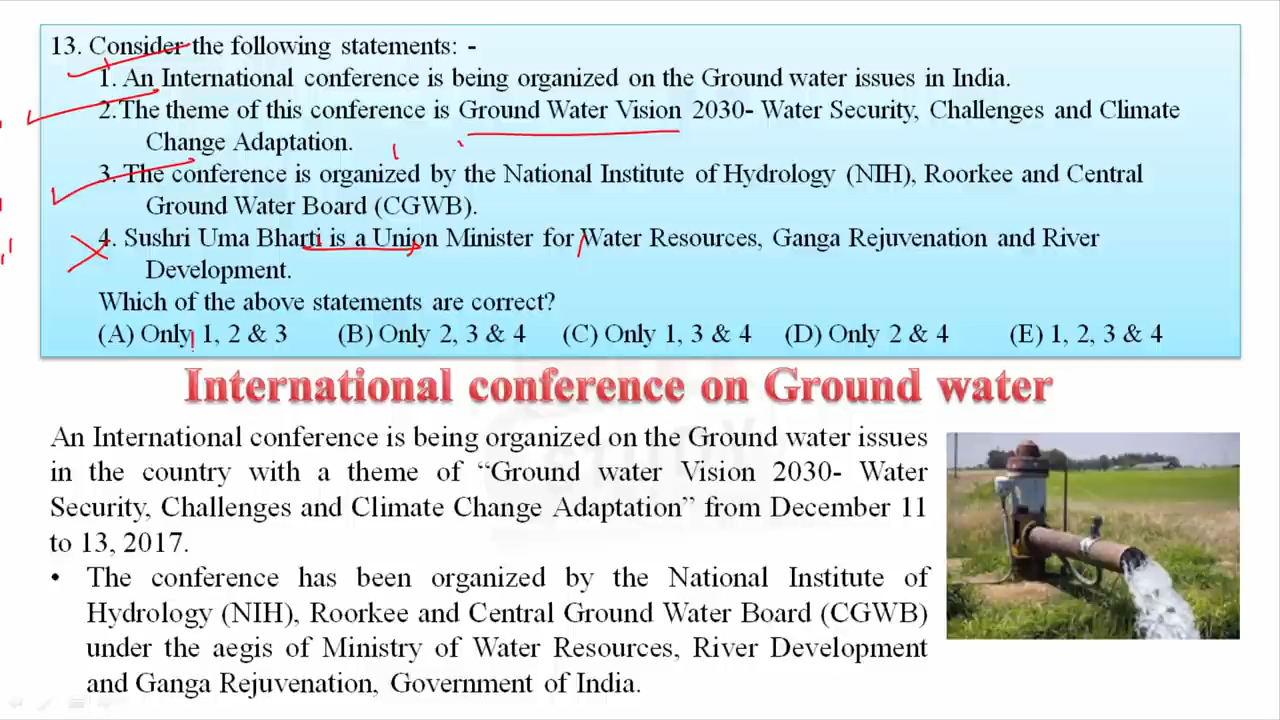 13. Consider the following statements: -
1. An International conference is being organized on the Ground water issues in India.
2. The theme of this conference is Ground Water Vision 2030- Water Security, Challenges and Climate
Change Adaptation.
3. The conference is organized by the National Institute of Hydrology (NIH), Roorkee and Central
Ground Water Board (CGWB).
4. Sushri Uma Bharti is a Union Minister for Water Resources, Ganga Rejuvenation and River
Development.
Which of the above statements are correct?
(A) Only 1, 2 & 3 (B) Only 2, 3 & 4 (C) Only 1, 3 & 4 (D) Only 2 & 4 (E) 1, 2, 3 & 4
International conference on Ground water
An International conference is being organized on the Ground water issues
in the country with a theme of “Ground water Vision 2030- Water
Security, Challenges and Climate Change Adaptation” from December 11
to 13, 2017.
• The conference has been organized by the National Institute of
Hydrology (NIH), Roorkee and Central Ground Water Board (CGWB)
under the aegis of Ministry of Water Resources, River Development
and Ganga Rejuvenation, Government of India.